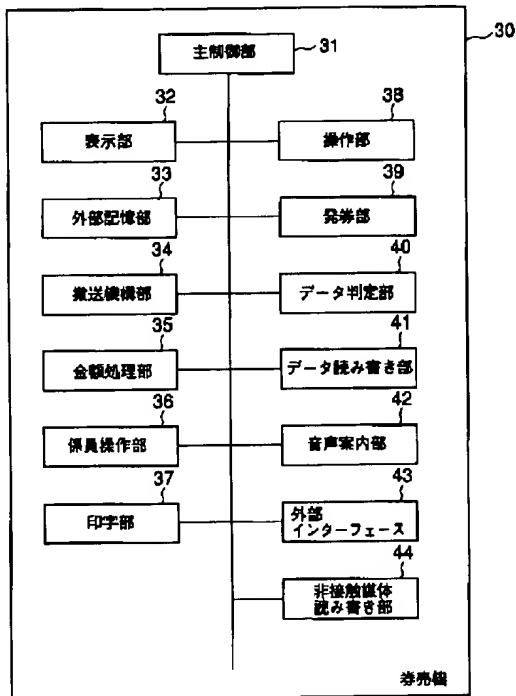 30
主制御部
31
32
38
表示部
操作部
33
39
外部記憶部
発券部
34
40
搬送機構部
データ判定部
35
41
金額処理部
データ読み書き部
36
42
係員操作部
音声案内部
37
43
印字部
外部
インターフェース
44
非接触媒体
読み書き部
券売機